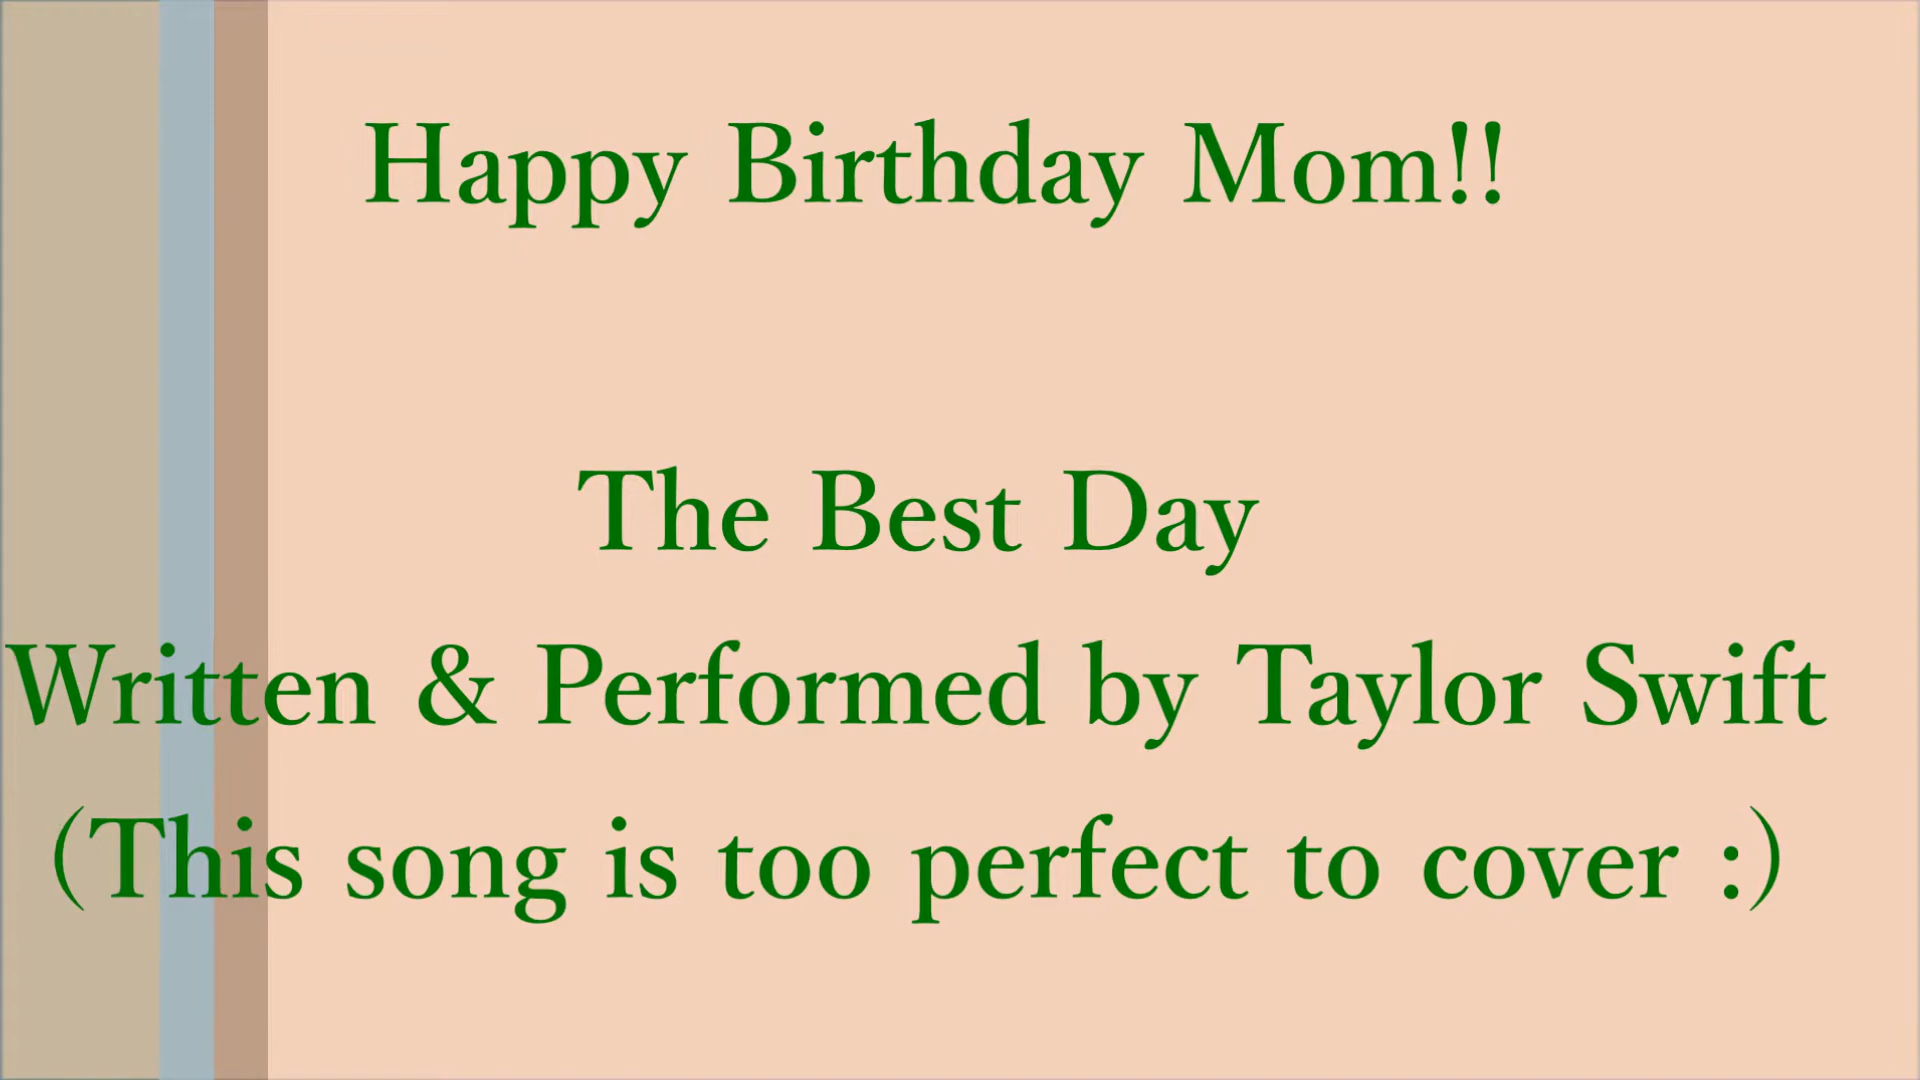 Happy Birthday Mom!!
The Best Day
Written & Performed by Taylor Swift
(This song is too perfect to cover :)